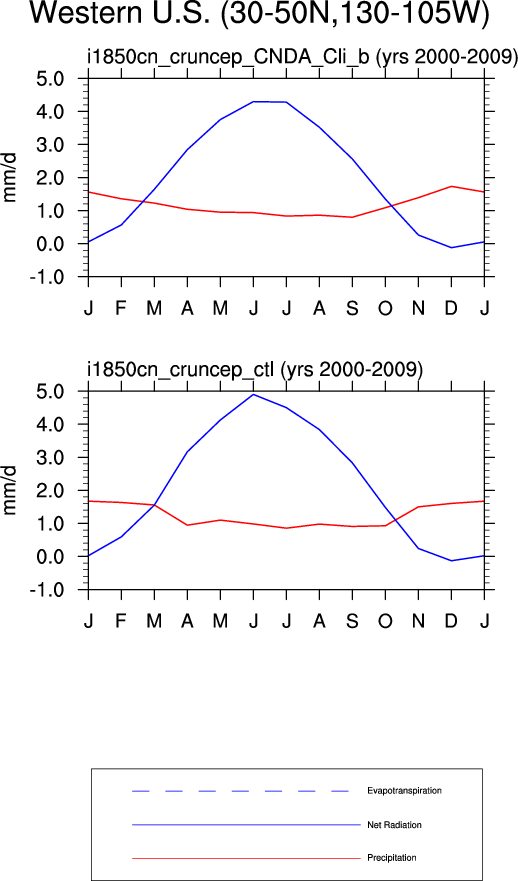 Western U.S. (30-50N,130-105W)
i1850cn_cruncep_CNDA_Cli_b (yrs 2000-2009)
5.0
4.0
3.0
2.0
1.0
0.0
-1.0
mm/d
J F M A M J J A S O N D J
i1850cn_cruncep_ctl (yrs 2000-2009)
5.0
4.0
3.0
2.0
1.0
0.0
-1.0
mm/d
J F M A M J J A S O N D J
Evapotranspiration
Net Radiation
Precipitation